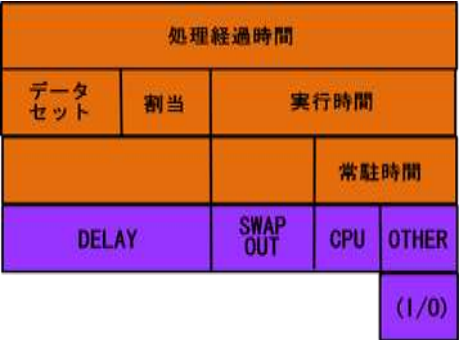 処理経過時間
データ
セット
割当
実行時間
常駐時間
DELAY
SWAP
OUT
CPU
OTHER
(I/O)